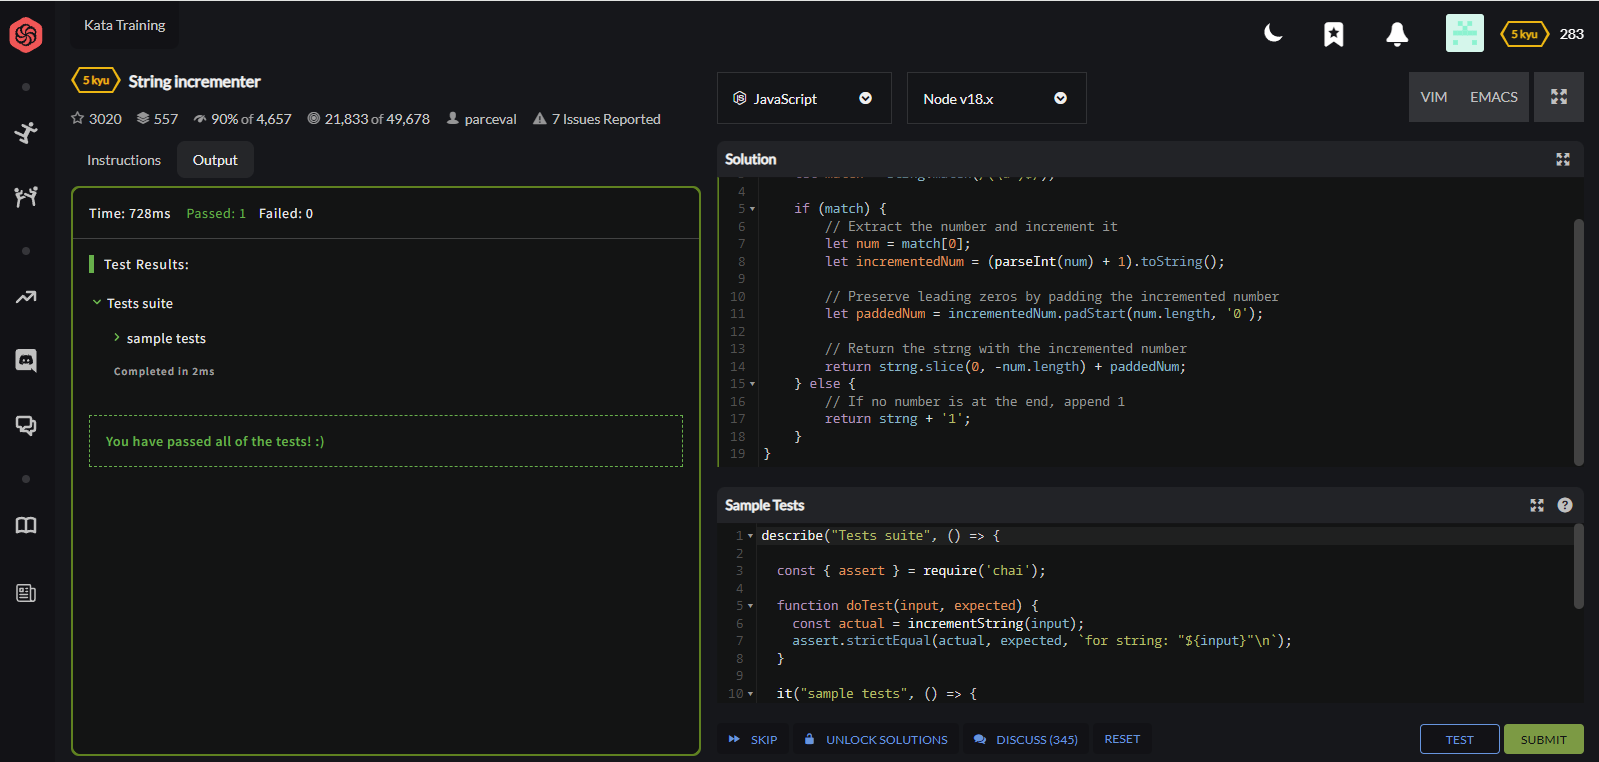 Kata Training
5 kyu 283
5 kyu String incrementer
3020 557 90% of 4,657 21,833 of 49,678 parceval 7 Issues Reported
Instructions Output
Time: 728ms Passed: 1 Failed: 0
Test Results:
Tests suite
sample tests
Completed in 2ms
You have passed all of the tests! :)
JavaScript
Node v18.x
VIM EMACS
Solution
4
5 if (match) {
6 // Extract the number and increment it
7 let num = match[0];
8 let incrementedNum = (parseInt(num) + 1).toString();
9
10 // Preserve leading zeros by padding the incremented number
11 let paddedNum = incrementedNum.padStart(num.length, '0');
12
13 // Return the strng with the incremented number
14 return strng.slice(0, -num.length) + paddedNum;
15 } else {
16 // If no number is at the end, append 1
17 return strng + '1';
18 }
19 }
Sample Tests
1 describe("Tests suite", () => {
2
3 const { assert } = require('chai');
4
5 function doTest(input, expected) {
6 const actual = incrementString(input);
7 assert.strictEqual(actual, expected, `for string: "${input}"\n`);
8 }
9
10 it("sample tests", () => {
SKIP UNLOCK SOLUTIONS DISCUSS (345) RESET
TEST SUBMIT